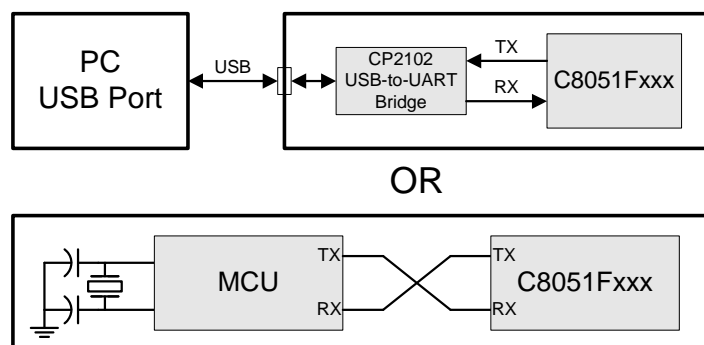 PC
USB Port
USB
CP2102
USB-to-UART
Bridge
TX
RX
C8051Fxxx
OR
MCU
TX
RX
TX
RX
C8051Fxxx